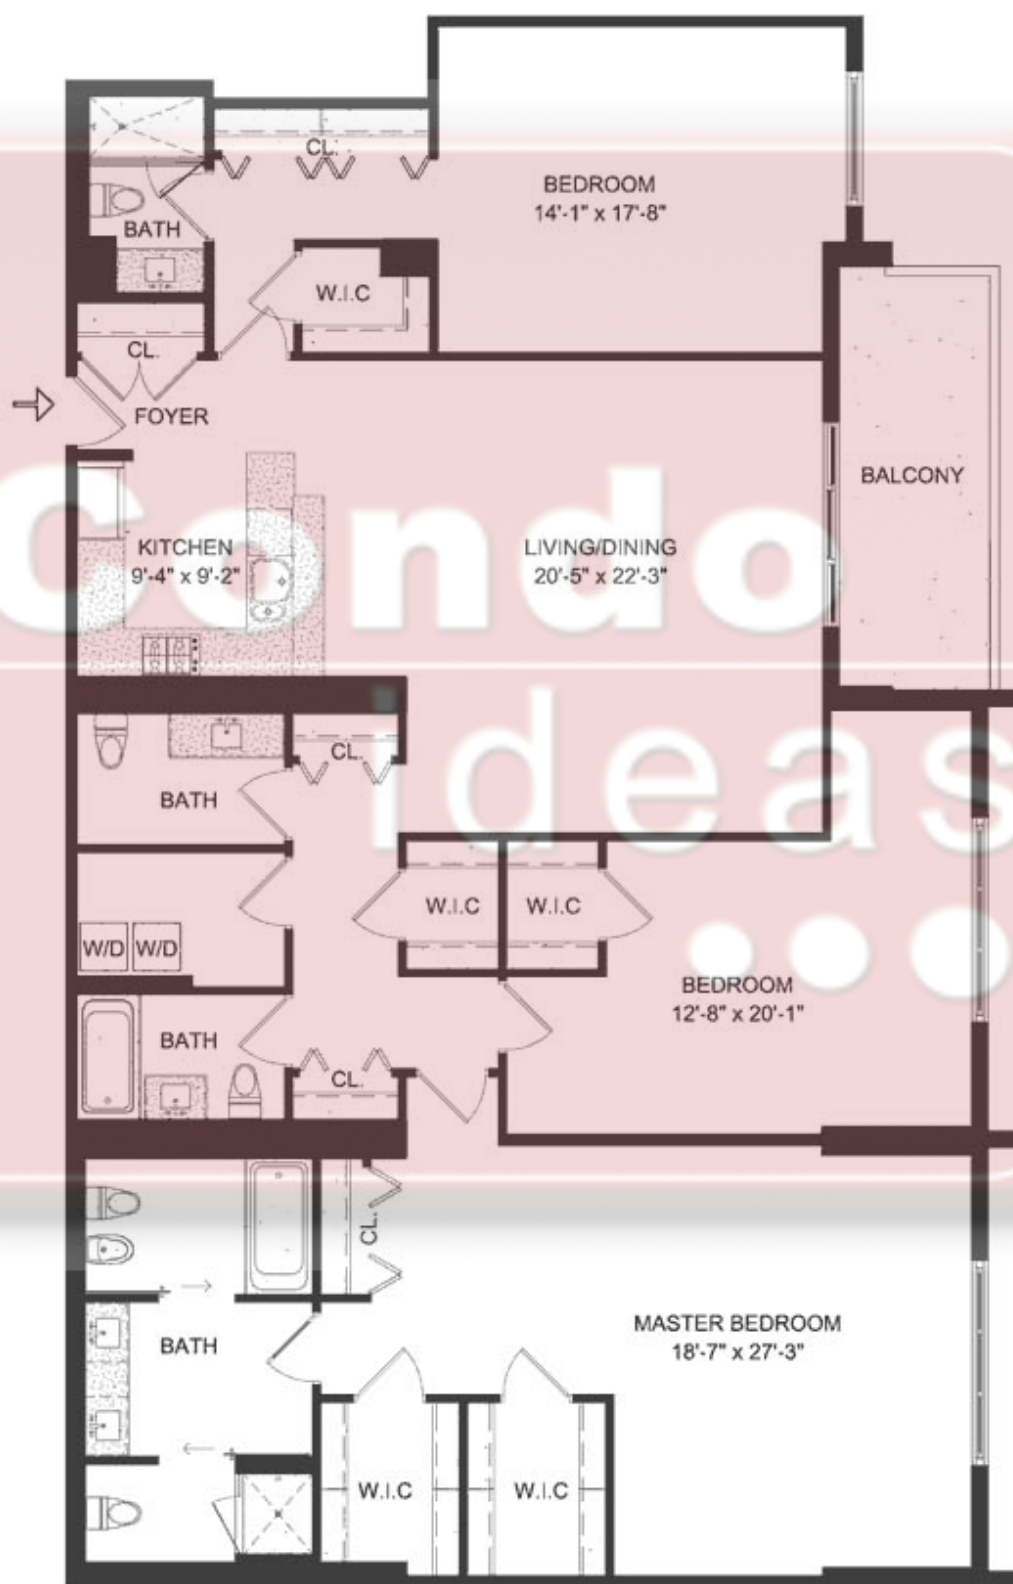 CL.
BEDROOM
14'-1" x 17'-8"
BATH
W.I.C
CL.
FOYER
BALCONY
Condo
KITCHEN
9'-4" x 9'-2"
LIVING/DINING
20'-5" x 22'-3"
ideas
CL.
BATH
W.I.C
W.I.C
W/D
W/D
...
BEDROOM
12'-8" x 20'-1"
BATH
CL.
CL.
MASTER BEDROOM
18'-7" x 27'-3"
BATH
W.I.C
W.I.C